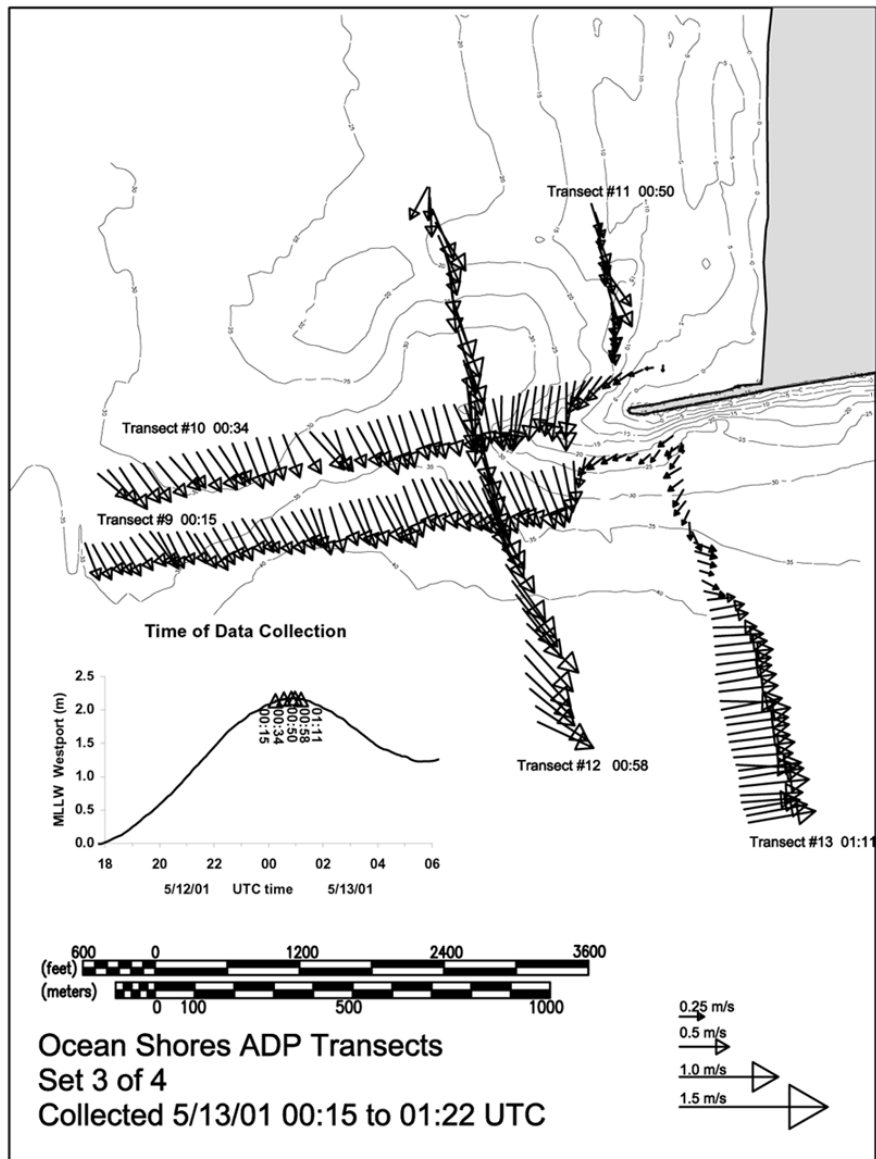 Transect #11 00:50
Transect #10 00:34
Transect #9 00:15
Time of Data Collection
MLLW Westport (m)
2.5
2.0
1.5
1.0
0.5
0.0
00:15
00:34
00:50
00:58
01:11
18 20 22 00 02 04 06
5/12/01 UTC time 5/13/01
Transect #12 00:58
Transect #13 01:11
600 0 1200 2400 3600
(feet)
(meters)
0 100 500 1000
Ocean Shores ADP Transects
Set 3 of 4
Collected 5/13/01 00:15 to 01:22 UTC
0.25 m/s
0.5 m/s
1.0 m/s
1.5 m/s